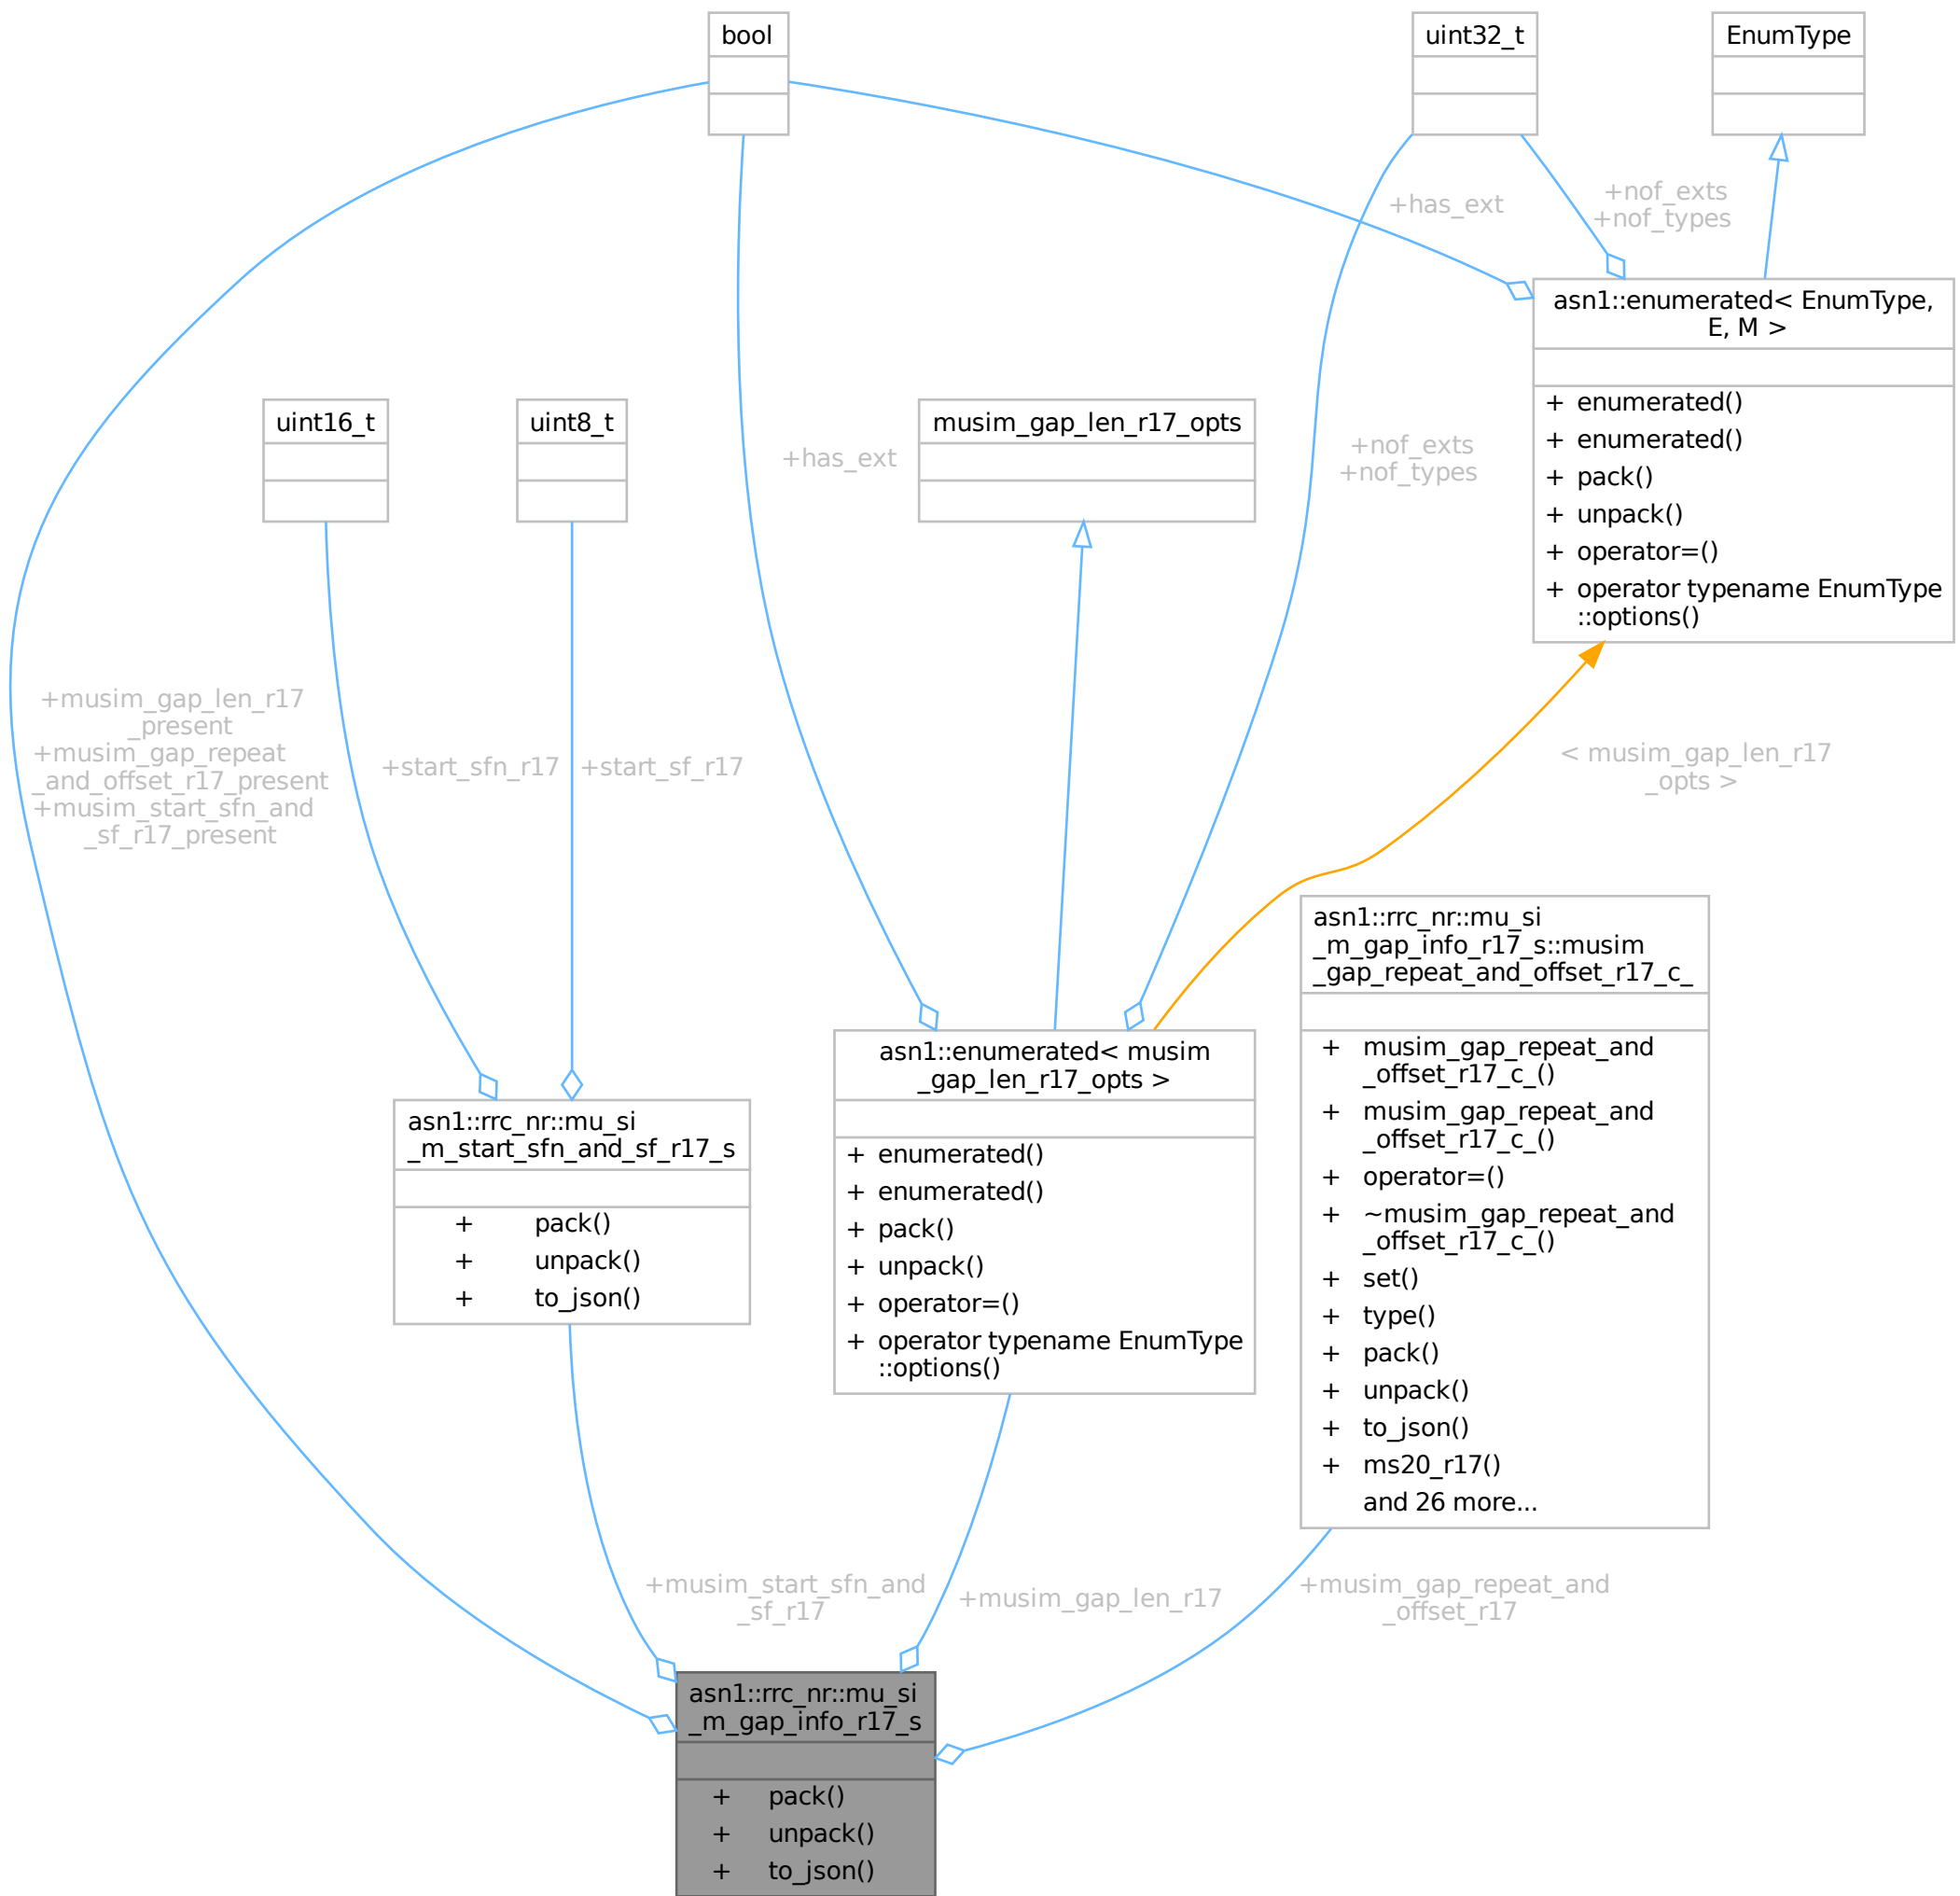 bool
uint32_t
EnumType
+has_ext
+nof_exts
+nof_types
asn1::enumerated< EnumType,
E, M >
+ enumerated()
+ enumerated()
+ pack()
+ unpack()
+ operator=()
+ operator typename EnumType
::options()
uint16_t
uint8_t
musim_gap_len_r17_opts
+has_ext
+nof_exts
+nof_types
+musim_gap_len_r17
_present
+musim_gap_repeat
_and_offset_r17_present
+musim_start_sfn_and
_sf_r17_present
+start_sfn_r17
+start_sf_r17
< musim_gap_len_r17
_opts >
asn1::rrc_nr::mu_si
_m_gap_info_r17_s::musim
_gap_repeat_and_offset_r17_c_
+ musim_gap_repeat_and
_offset_r17_c_()
+ musim_gap_repeat_and
_offset_r17_c_()
+ operator=()
+ ~musim_gap_repeat_and
_offset_r17_c_()
+ set()
+ type()
+ pack()
+ unpack()
+ to_json()
+ ms20_r17()
and 26 more...
asn1::enumerated< musim
_gap_len_r17_opts >
+ enumerated()
+ enumerated()
+ pack()
+ unpack()
+ operator=()
+ operator typename EnumType
::options()
asn1::rrc_nr::mu_si
_m_start_sfn_and_sf_r17_s
+ pack()
+ unpack()
+ to_json()
+musim_start_sfn_and
_sf_r17
+musim_gap_len_r17
+musim_gap_repeat_and
_offset_r17
asn1::rrc_nr::mu_si
_m_gap_info_r17_s
+ pack()
+ unpack()
+ to_json()